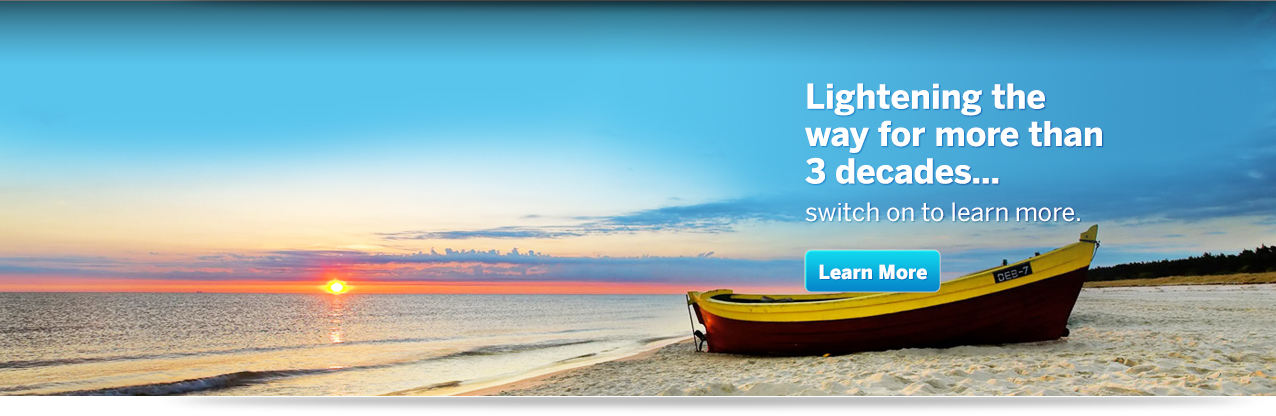 Lightening the
way for more than
3 decades...
switch on to learn more.
Learn More
DEB-7